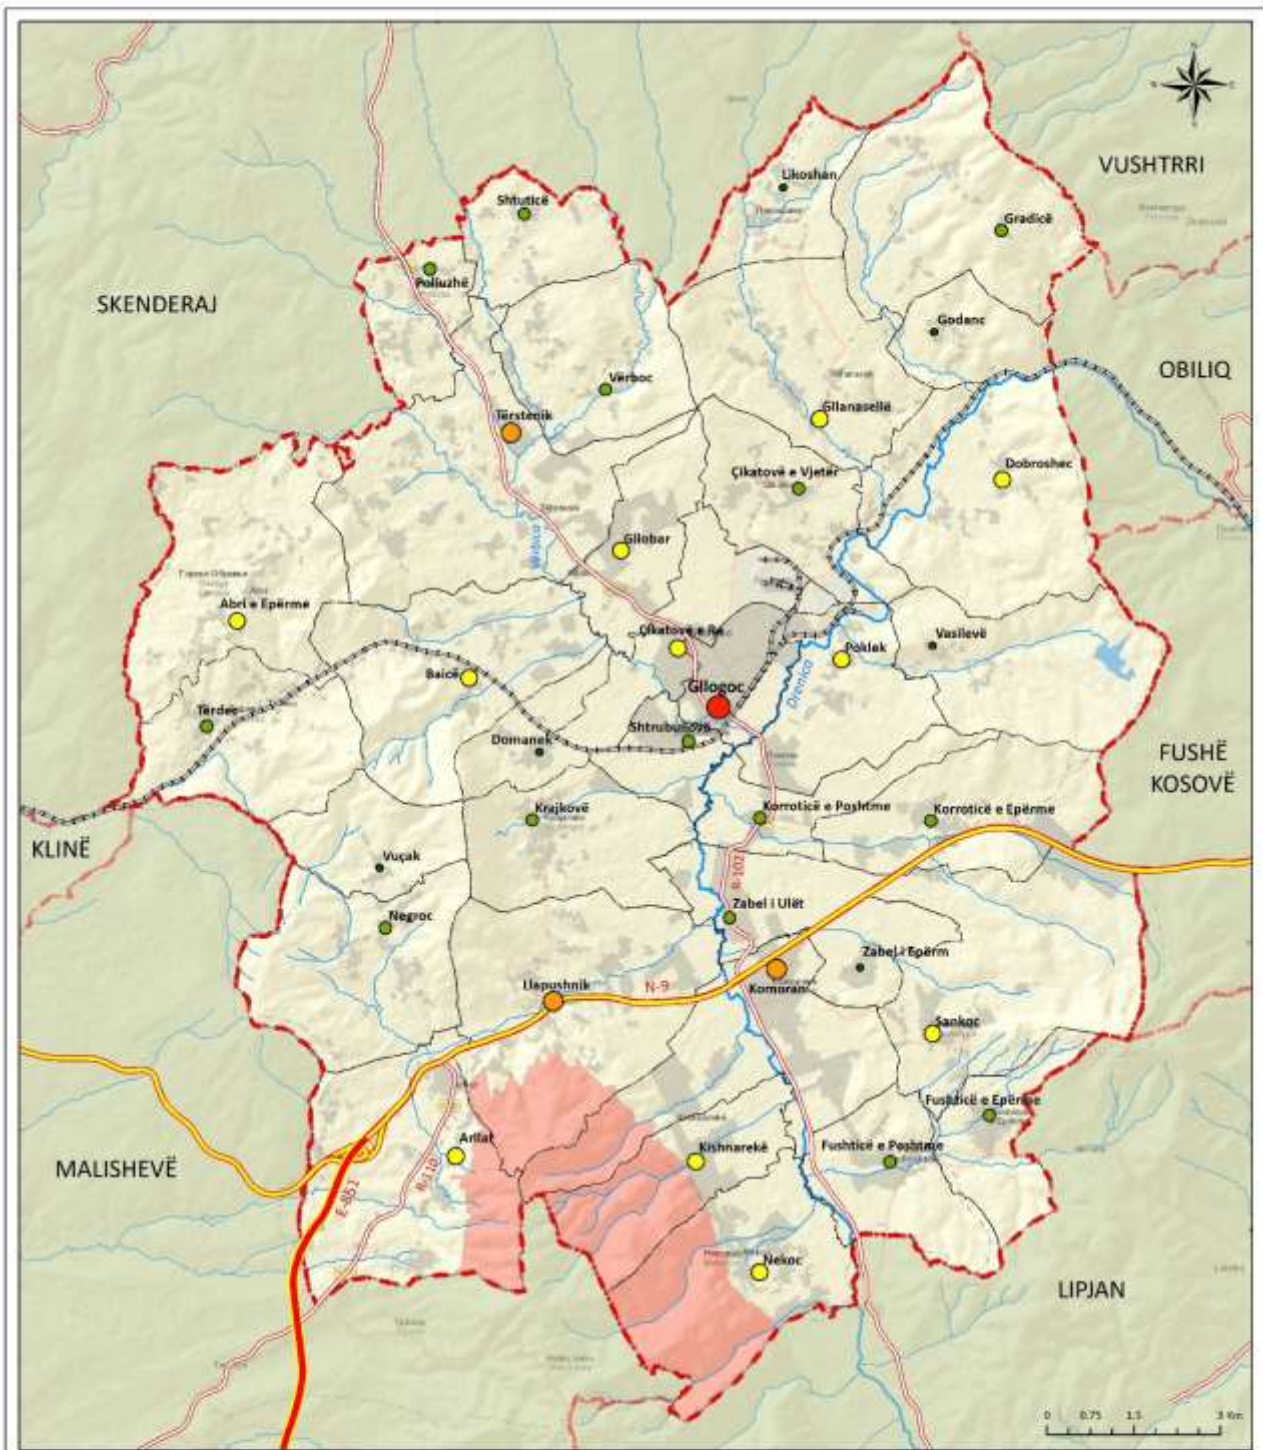 N
VUSHTRRI
Likoshan
Shtuticë
Gradicë
Polluzhë
SKENDERAJ
Godanc
OBILIQ
Vërboc
Gllanasellë
Tërstenik
Dobroshec
Çikatovë e Vjetër
Gllobar
Vërbica
Abri e Epërme
Çikatovë e Re
Vasilevë
Poklek
Baicë
Drenica
Gllogoc
Tërdec
Shtrubullovë
Domanek
FUSHË
KOSOVË
Krajkovë
Korroticë e Poshtme
Korroticë e Epërme
KLINË
Vuçak
R-102
Negroc
Zabel i Ulët
Zabel i Epërm
Llapushnik
N-9
Komoran
Sankoc
Fushticë e Epërme
Arllat
Kishnarekë
Fushticë e Poshtme
MALISHEVË
R-110
E-851
Nekoc
LIPJAN
0 0.75 1.5 3 Km